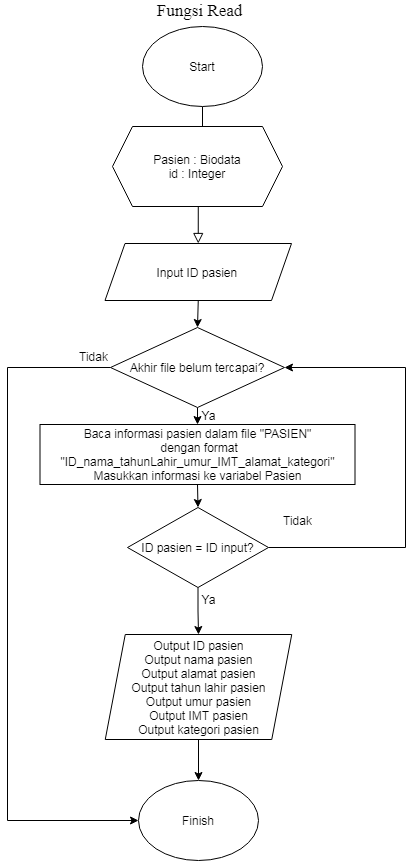 Fungsi Read
Start
Pasien : Biodata
id : Integer
Input ID pasien
Akhir file belum tercapai?
Tidak
Ya
Baca informasi pasien dalam file "PASIEN"
dengan format
"ID_nama_tahunLahir_umur_IMT_alamat_kategori"
Masukkan informasi ke variabel Pasien
ID pasien = ID input?
Tidak
Ya
Output ID pasien
Output nama pasien
Output alamat pasien
Output tahun lahir pasien
Output umur pasien
Output IMT pasien
Output kategori pasien
Finish